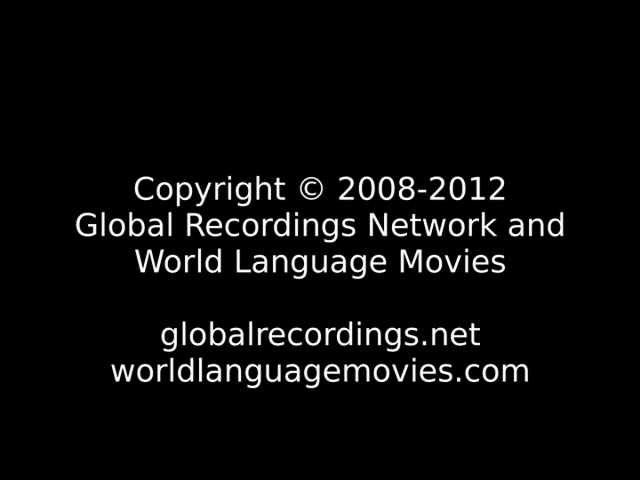 Copyright © 2008-2012
Global Recordings Network and
World Language Movies
globalrecordings.net
worldlanguagemovies.com